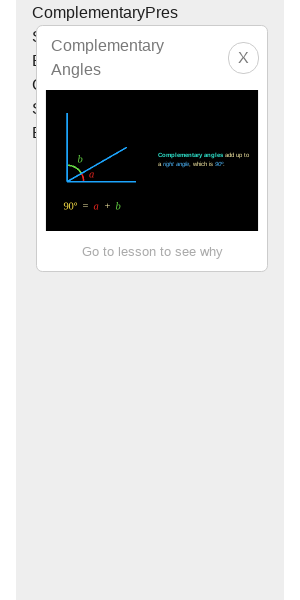 ComplementaryPres
Complementary
Angles
X
b
a
Complementary angles add up to
a right angle, which is 90°.
90° = a + b
Go to lesson to see why